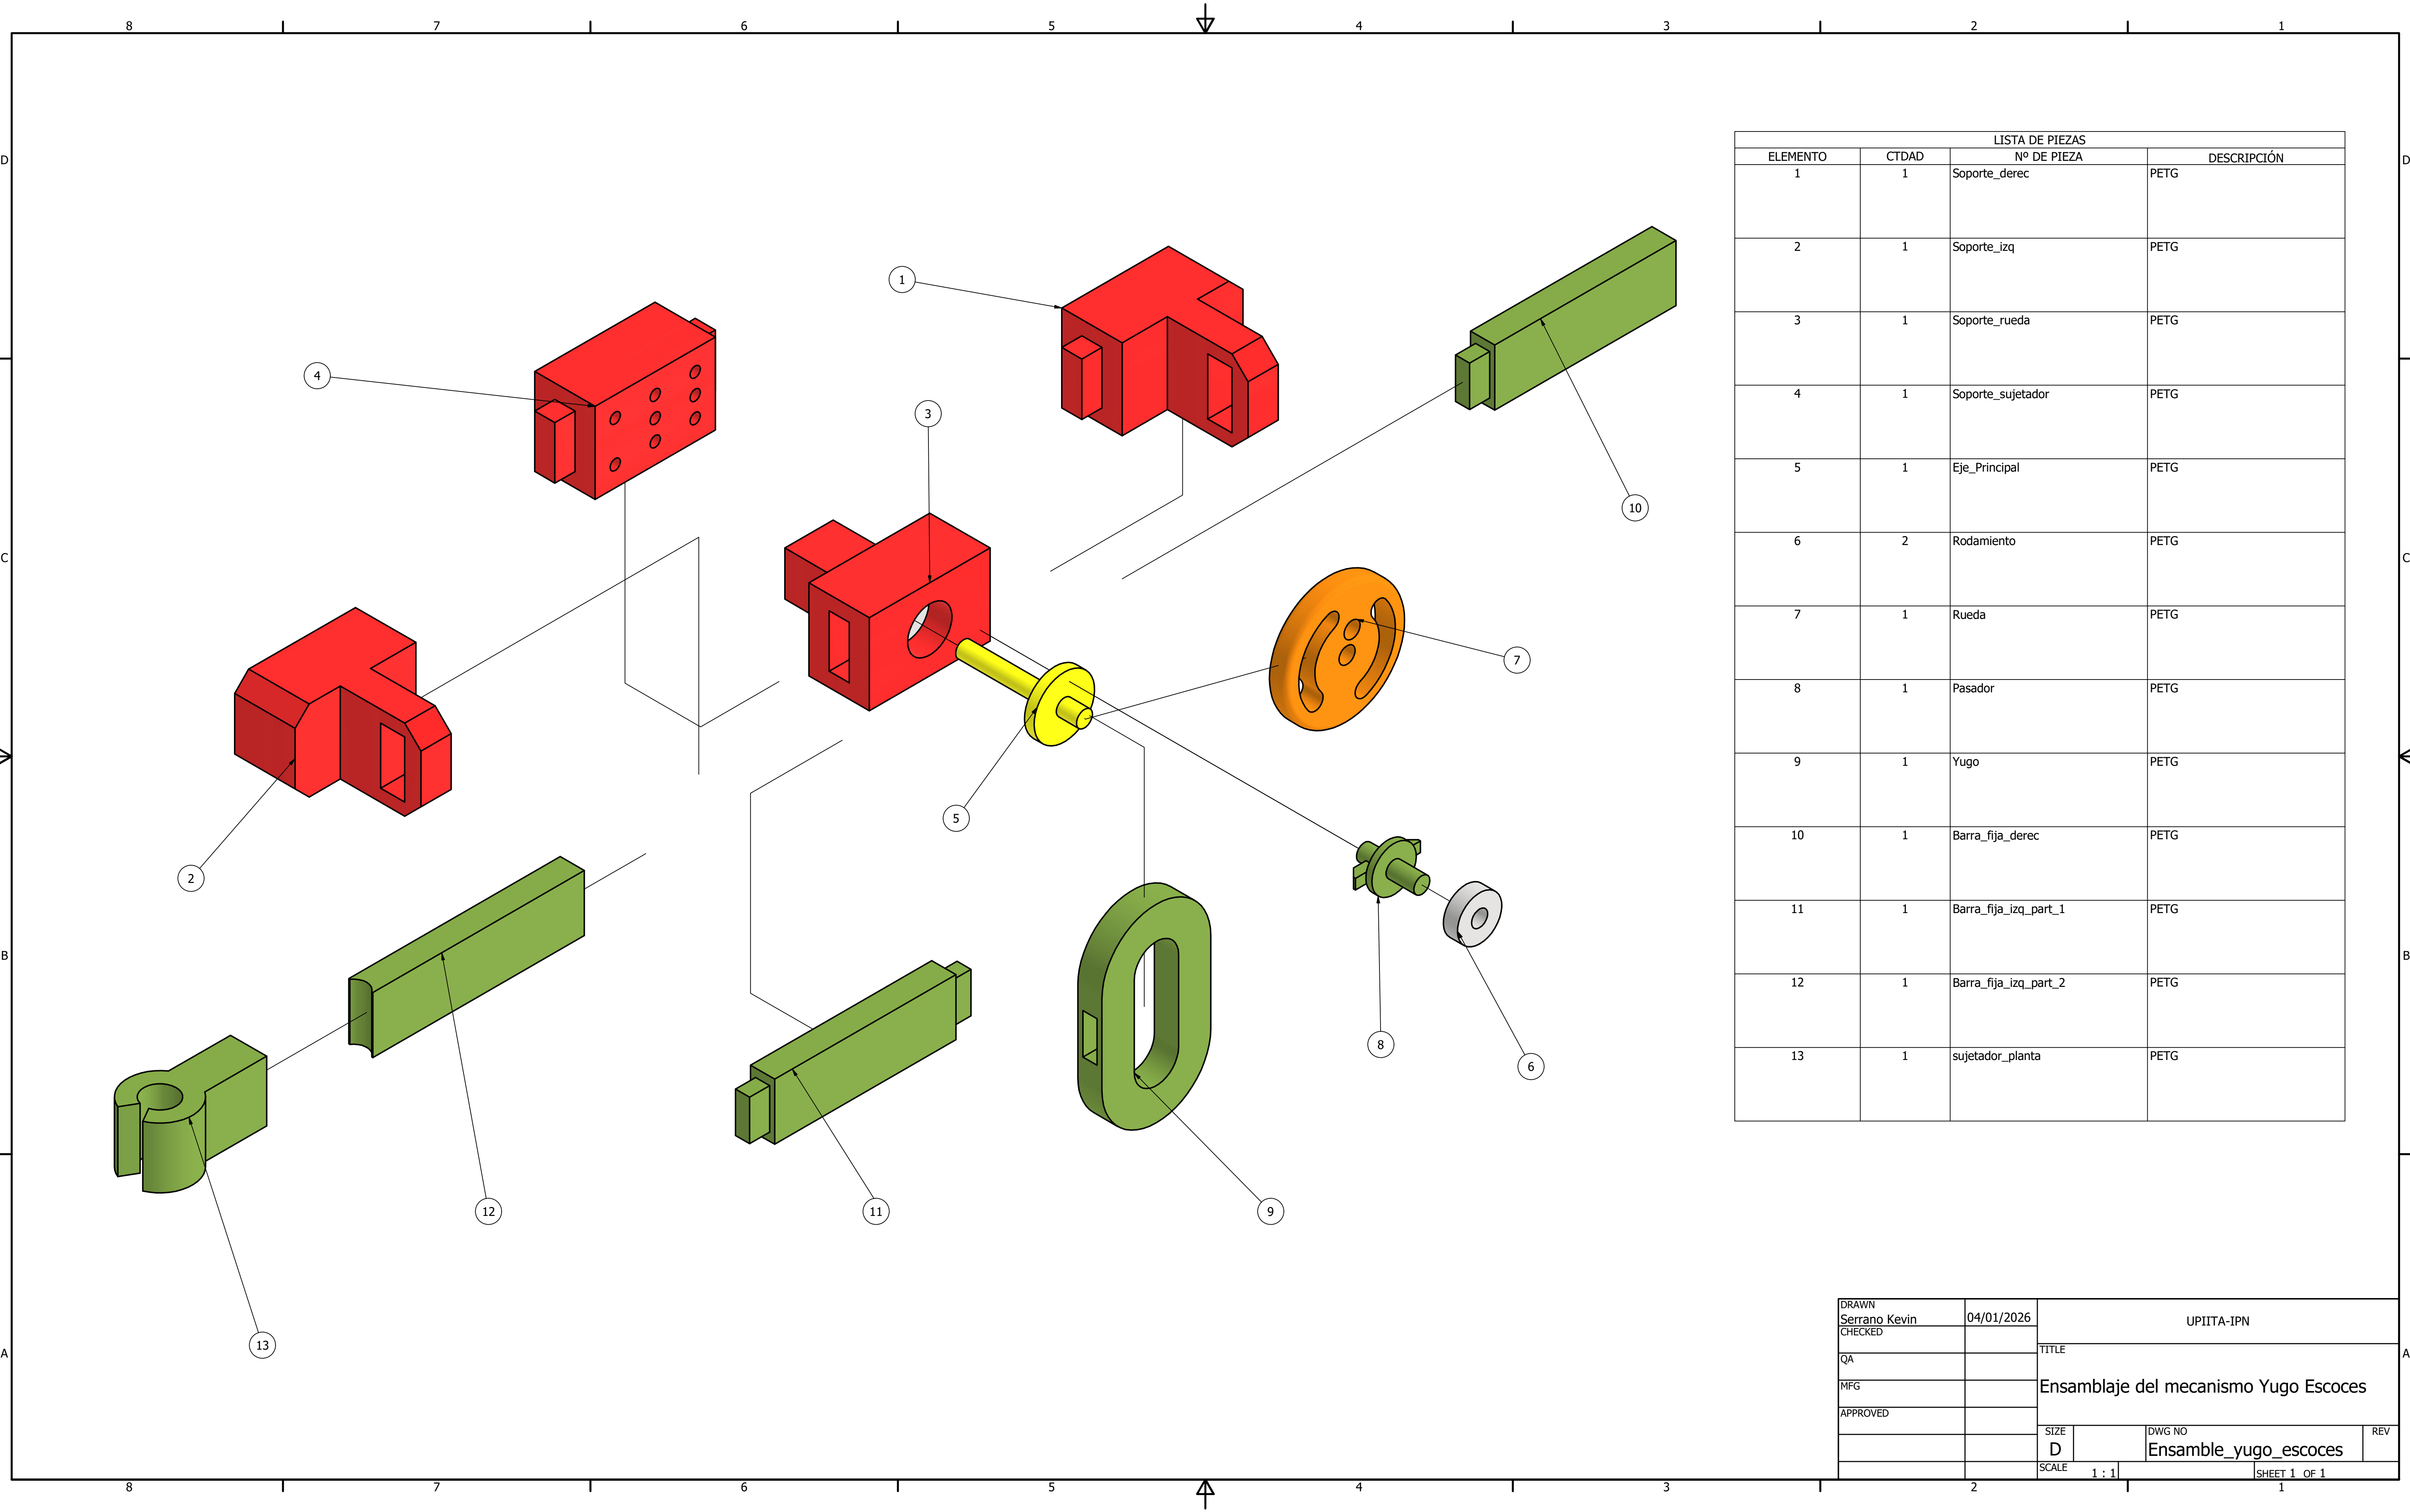 8 7 6 5 4 3 2 1
D D
C C
B B
A A
1
4
3
10
7
2
5
8
6
12
11
9
13
LISTA DE PIEZAS
ELEMENTO CTDAD Nº DE PIEZA DESCRIPCIÓN
1 1 Soporte_derec PETG
2 1 Soporte_izq PETG
3 1 Soporte_rueda PETG
4 1 Soporte_sujetador PETG
5 1 Eje_Principal PETG
6 2 Rodamiento PETG
7 1 Rueda PETG
8 1 Pasador PETG
9 1 Yugo PETG
10 1 Barra_fija_derec PETG
11 1 Barra_fija_izq_part_1 PETG
12 1 Barra_fija_izq_part_2 PETG
13 1 sujetador_planta PETG
DRAWN
Serrano Kevin 04/01/2026
CHECKED
QA
MFG
APPROVED
UPIITA-IPN
TITLE
Ensamblaje del mecanismo Yugo Escoces
SIZE
D
DWG NO
Ensamble_yugo_escoces
REV
SCALE 1 : 1
SHEET 1 OF 1
8 7 6 5 4 3 2 1